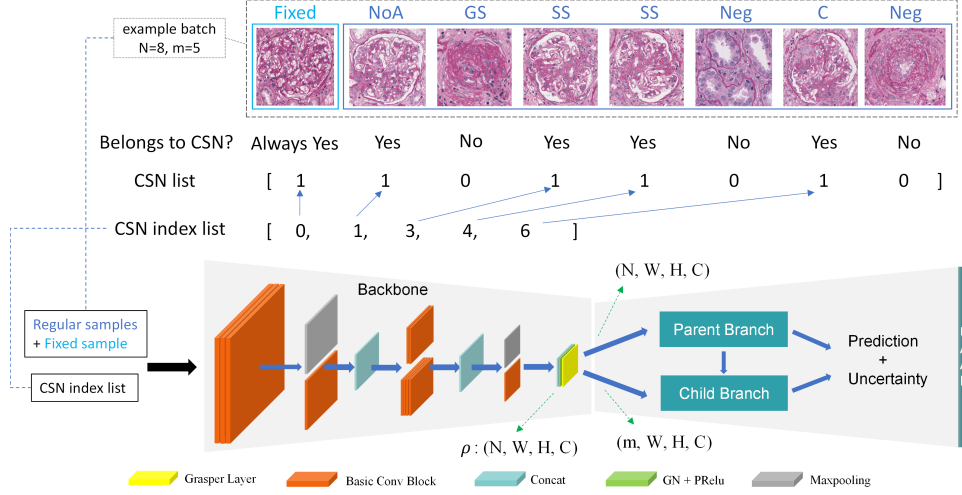 Fixed NoA GS SS SS Neg C Neg
example batch
N=8, m=5
Belongs to CSN? Always Yes Yes No Yes Yes No Yes No
CSN list [ 1 1 0 1 1 0 1 0 ]
CSN index list [ 0, 1, 3, 4, 6 ]
(N, W, H, C)
Backbone
Regular samples
+ Fixed sample
CSN index list
Parent Branch
Child Branch
Prediction
+
Uncertainty
ρ : (N, W, H, C)
(m, W, H, C)
Grasper Layer
Basic Conv Block
Concat
GN + PRelu
Maxpooling